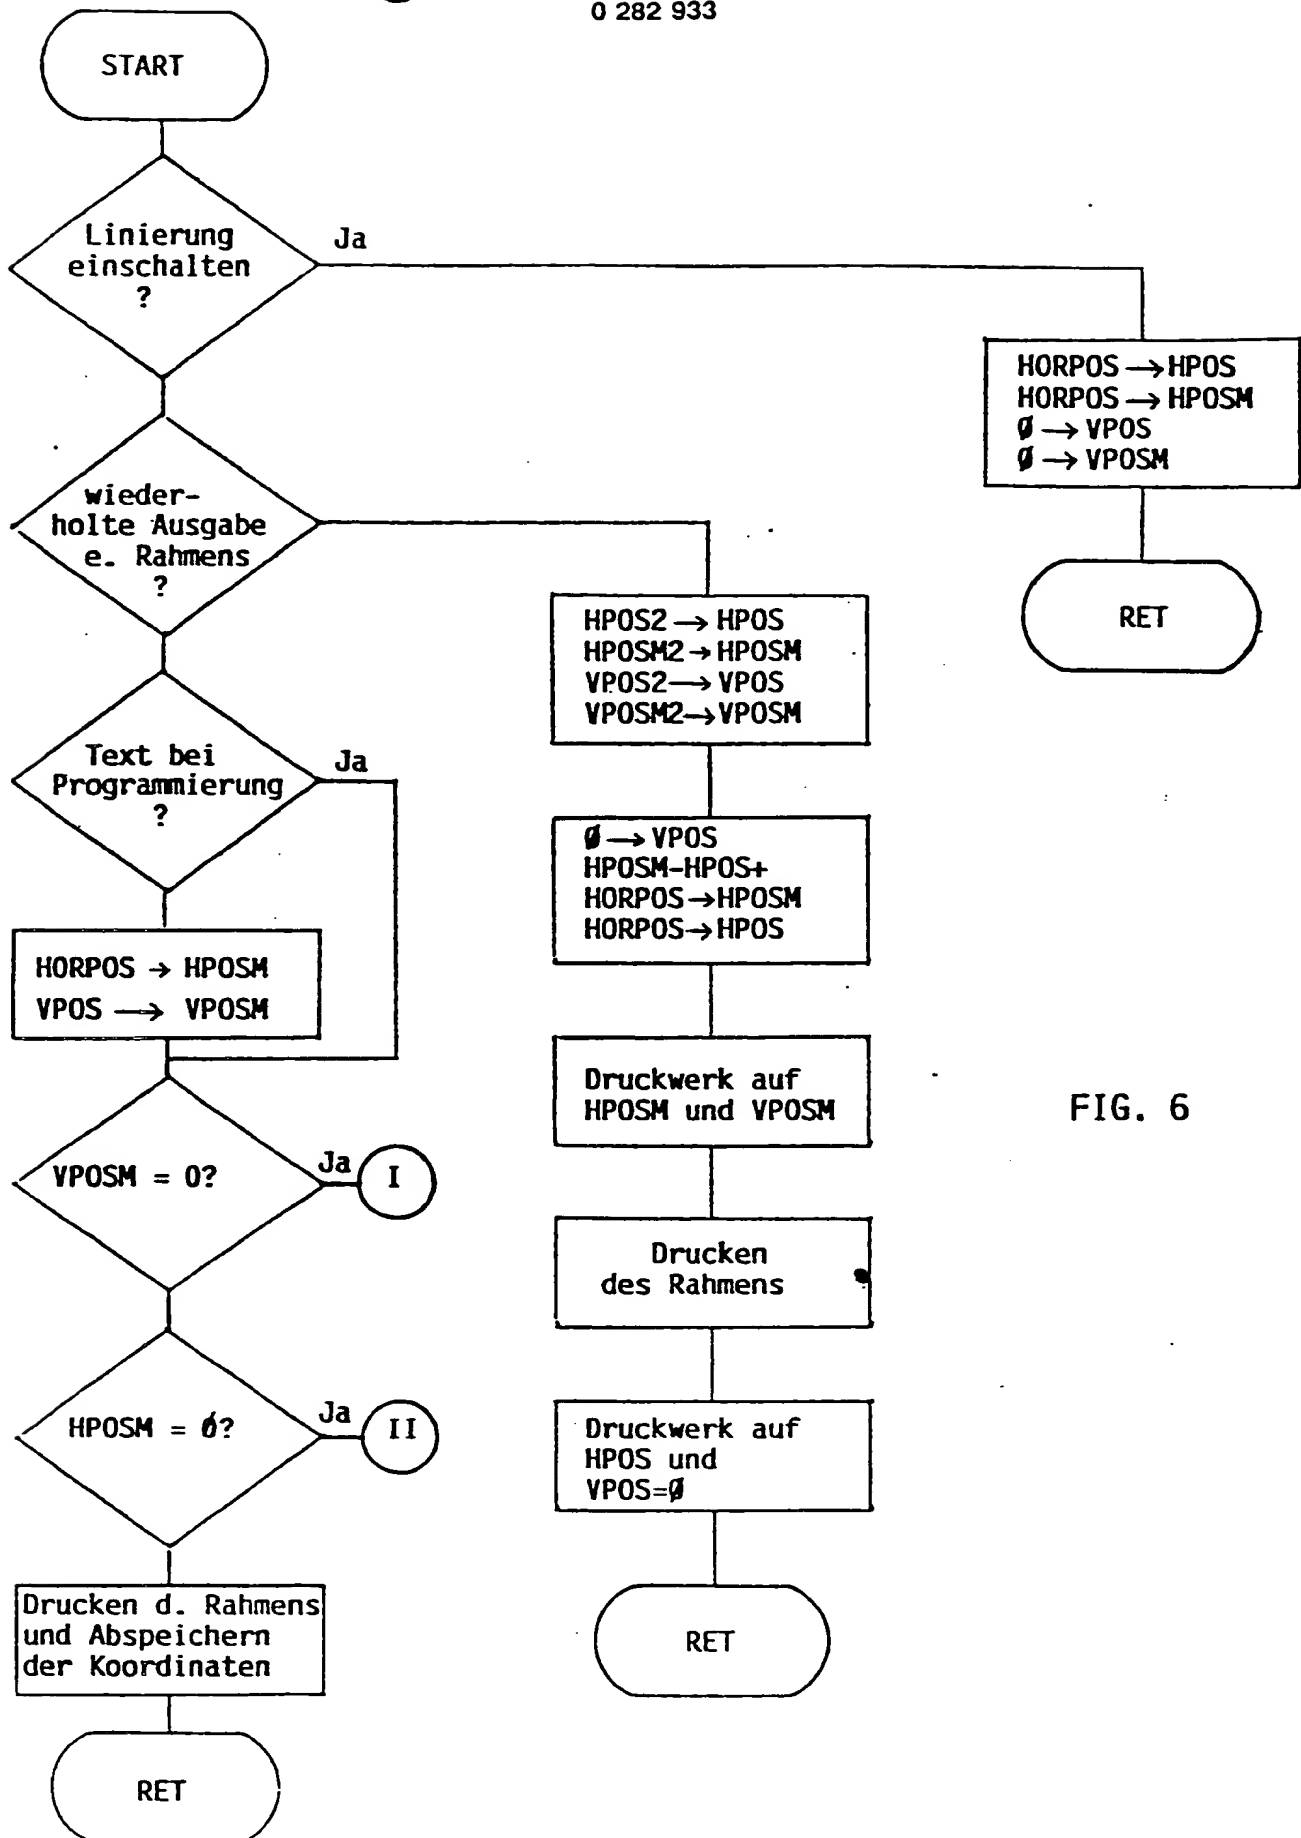 0 282 933
START
Linierung
einschalten
?
Ja
HORPOS → HPOS
HORPOS → HPOSM
Ø → VPOS
Ø → VPOSM
RET
wieder-
holte Ausgabe
e. Rahmens
?
HPOS2 → HPOS
HPOSM2 → HPOSM
VPOS2 → VPOS
VPOSM2 → VPOSM
Ø → VPOS
HPOSM-HPOS+
HORPOS → HPOSM
HORPOS → HPOS
Druckwerk auf
HPOSM und VPOSM
Drucken
des Rahmens
Druckwerk auf
HPOS und
VPOS=Ø
RET
Text bei
Programmierung
?
Ja
HORPOS → HPOSM
VPOS → VPOSM
VPOSM = 0?
Ja
I
HPOSM = Ø?
Ja
II
Drucken d. Rahmens
und Abspeichern
der Koordinaten
RET
FIG. 6